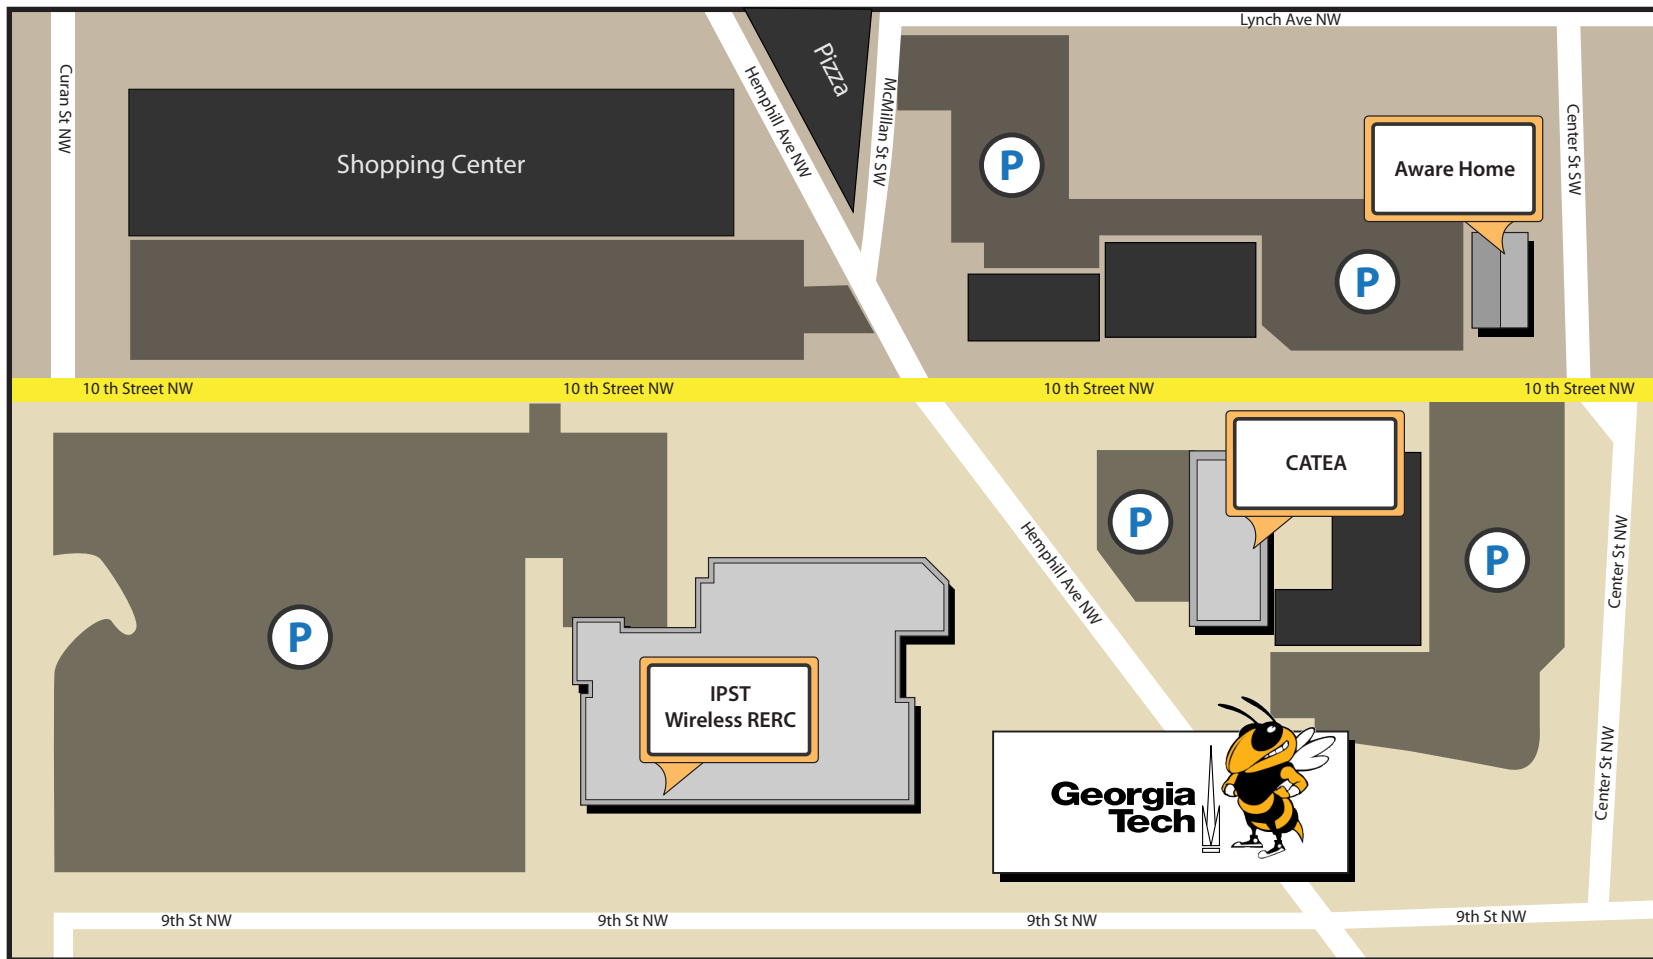 Lynch Ave NW
Curan St NW
Hemphill Ave NW
Pizza
McMillan St SW
Center St SW
Shopping Center
P
Aware Home
P
10 th Street NW
10 th Street NW
10 th Street NW
10 th Street NW
CATEA
P
P
Hemphill Ave NW
Center St NW
P
IPST
Wireless RERC
Center St NW
Georgia
Tech
9th St NW
9th St NW
9th St NW
9th St NW